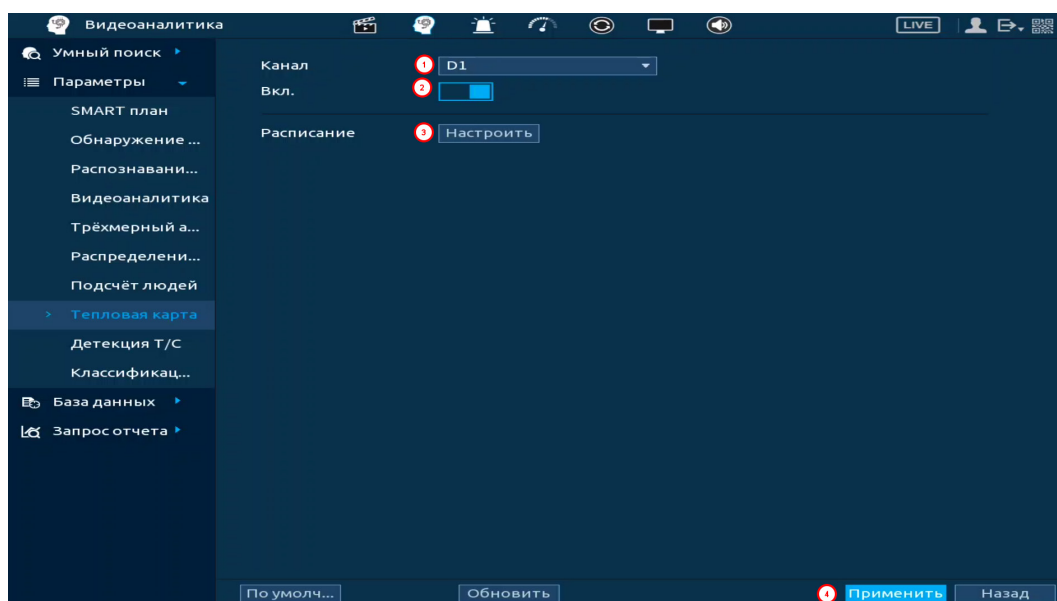 Видеоаналитика
LIVE
Умный поиск
Параметры
SMART план
Обнаружение ...
Распознавани...
Видеоаналитика
Трёхмерный а...
Распределени...
Подсчёт людей
Тепловая карта
Детекция Т/С
Классификац...
База данных
Запрос отчета
Канал 1 D1
Вкл. 2
Расписание 3 Настроить
По умолч... Обновить 4 Применить Назад